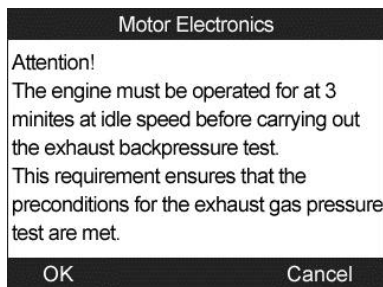 Motor Electronics
Attention!
The engine must be operated for at 3
minites at idle speed before carrying out
the exhaust backpressure test.
This requirement ensures that the
preconditions for the exhaust gas pressure
test are met.
OK Cancel